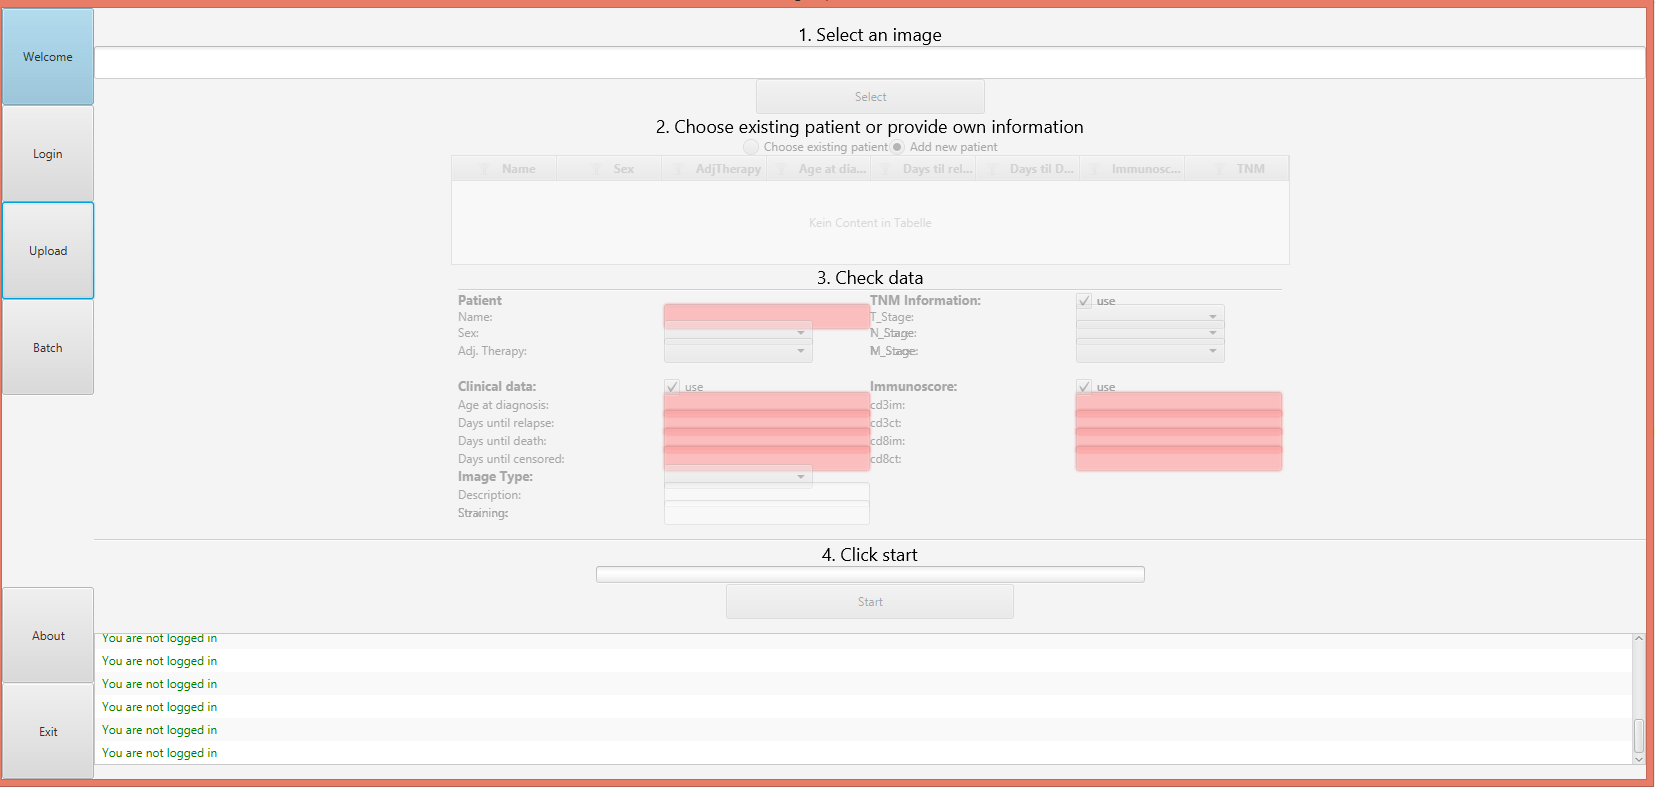 Welcome
Login
Upload
Batch
About
Exit
1. Select an image
Select
2. Choose existing patient or provide own information
Choose existing patient Add new patient
Name Sex AdjTherapy Age at dia... Days til rel... Days til D... Immunosc... TNM
Kein Content in Tabelle
3. Check data
Patient TNM Information: use
Name: T_Stage:
Sex: N_Stage:
Adj. Therapy: M_Stage:
Clinical data: use Immunoscore: use
Age at diagnosis: cd3im:
Days until relapse: cd3ct:
Days until death: cd8im:
Days until censored: cd8ct:
Image Type:
Description:
Straining:
4. Click start
Start
You are not logged in
You are not logged in
You are not logged in
You are not logged in
You are not logged in
You are not logged in